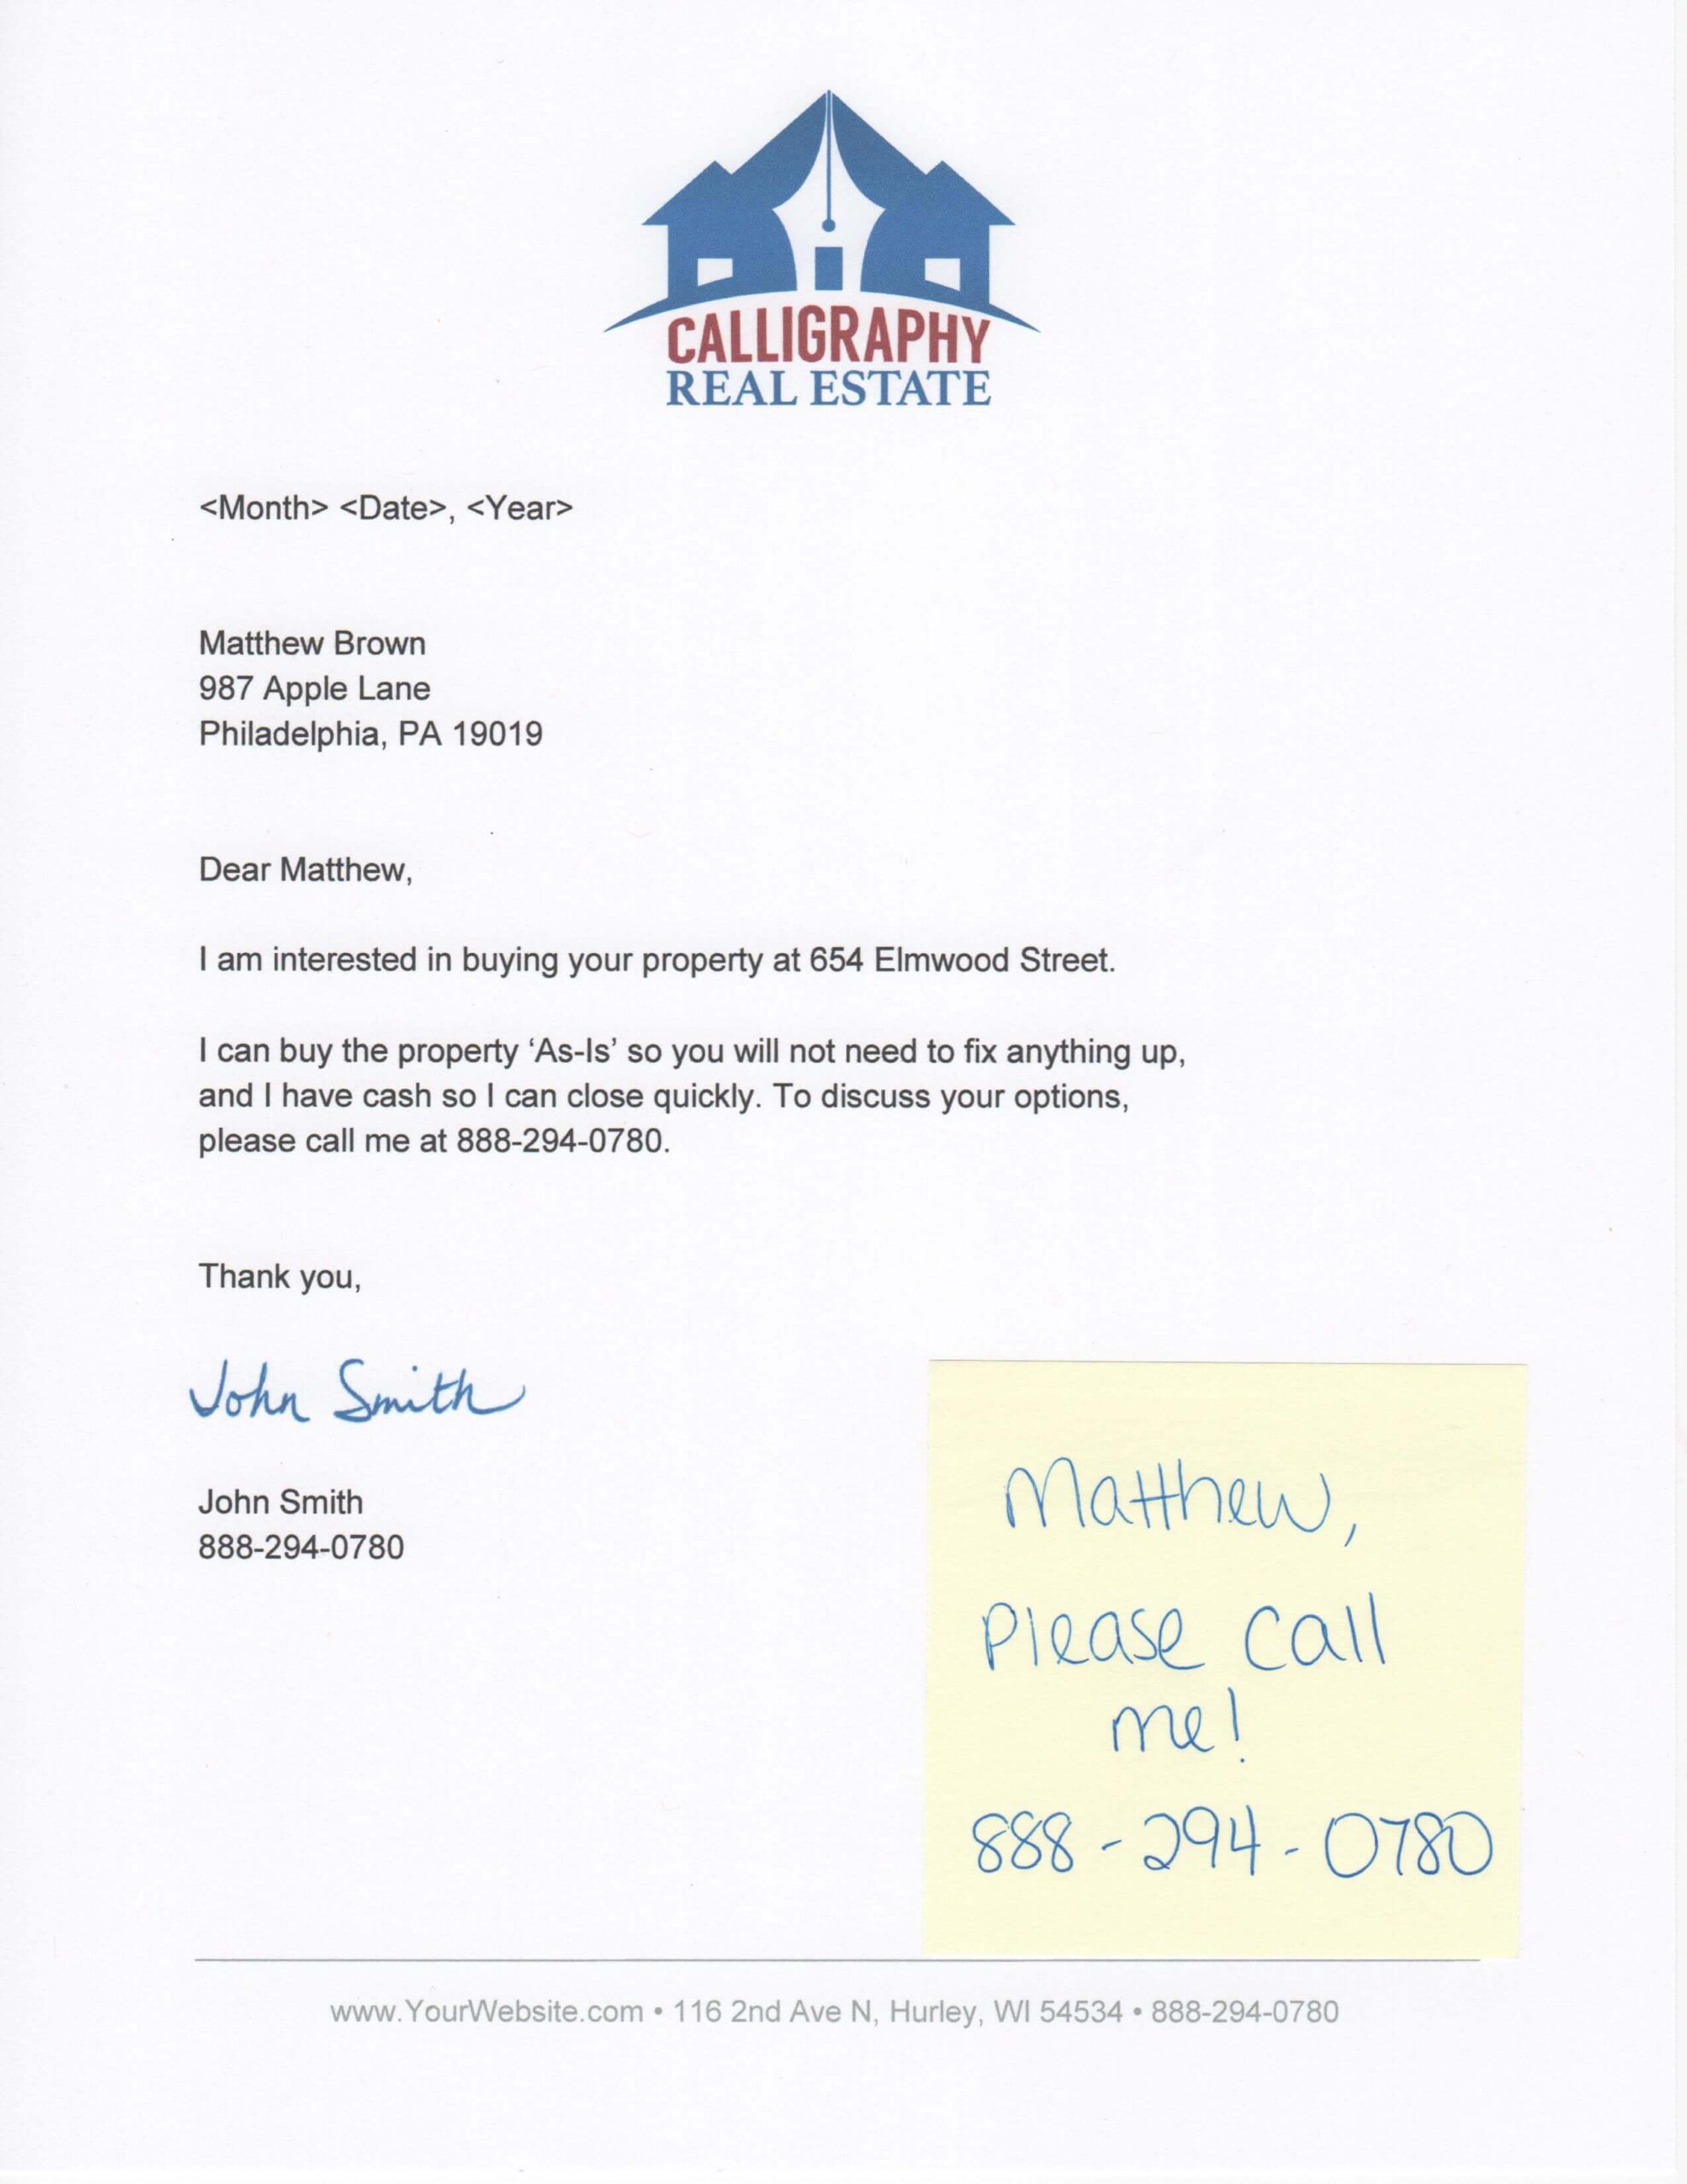 CALLIGRAPHY
REAL ESTATE
<Month> <Date>, <Year>
Matthew Brown
987 Apple Lane
Philadelphia, PA 19019
Dear Matthew,
I am interested in buying your property at 654 Elmwood Street.
I can buy the property ‘As-Is’ so you will not need to fix anything up,
and I have cash so I can close quickly. To discuss your options,
please call me at 888-294-0780.
Thank you,
John Smith
John Smith
888-294-0780
Matthew,
Please call
me!
888-294-0780
www.YourWebsite.com • 116 2nd Ave N, Hurley, WI 54534 • 888-294-0780